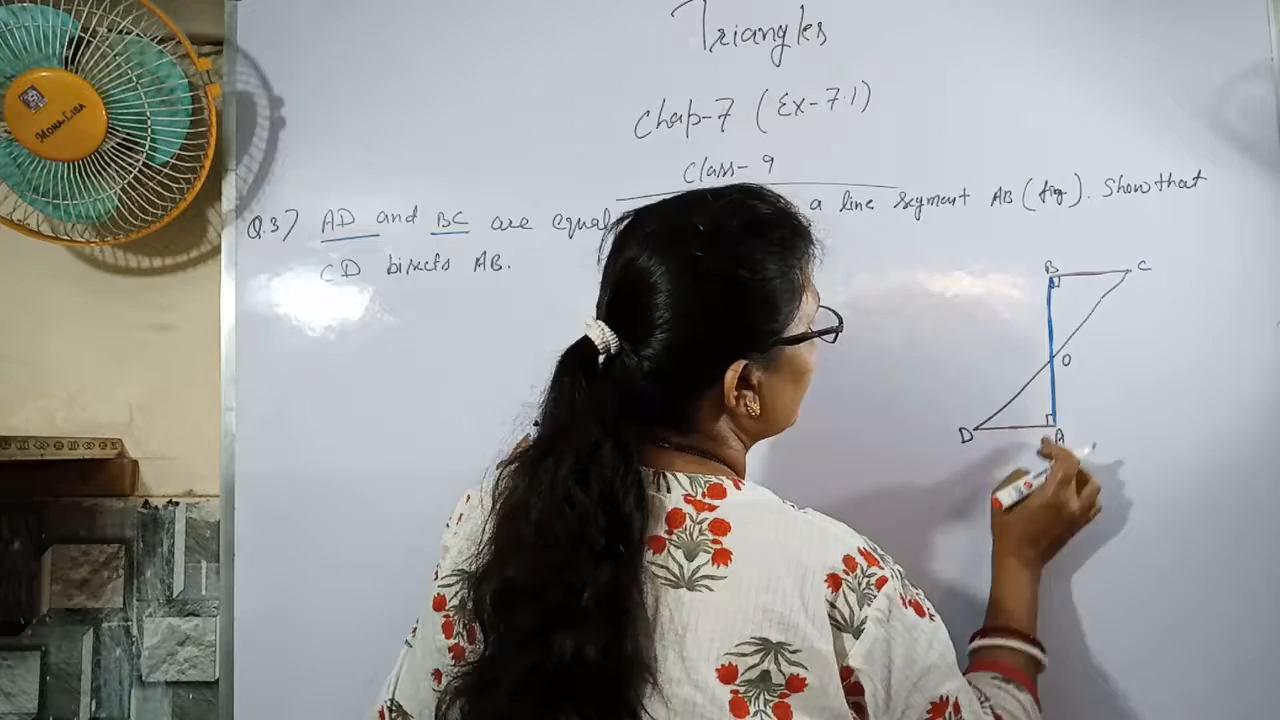 Triangles
Chap-7 (Ex-7.1)
Class-9
Q.3) AD and BC are equal a line segment AB (fig). Show that
CD bisects AB.
B C
O
D A
MONA-LISA